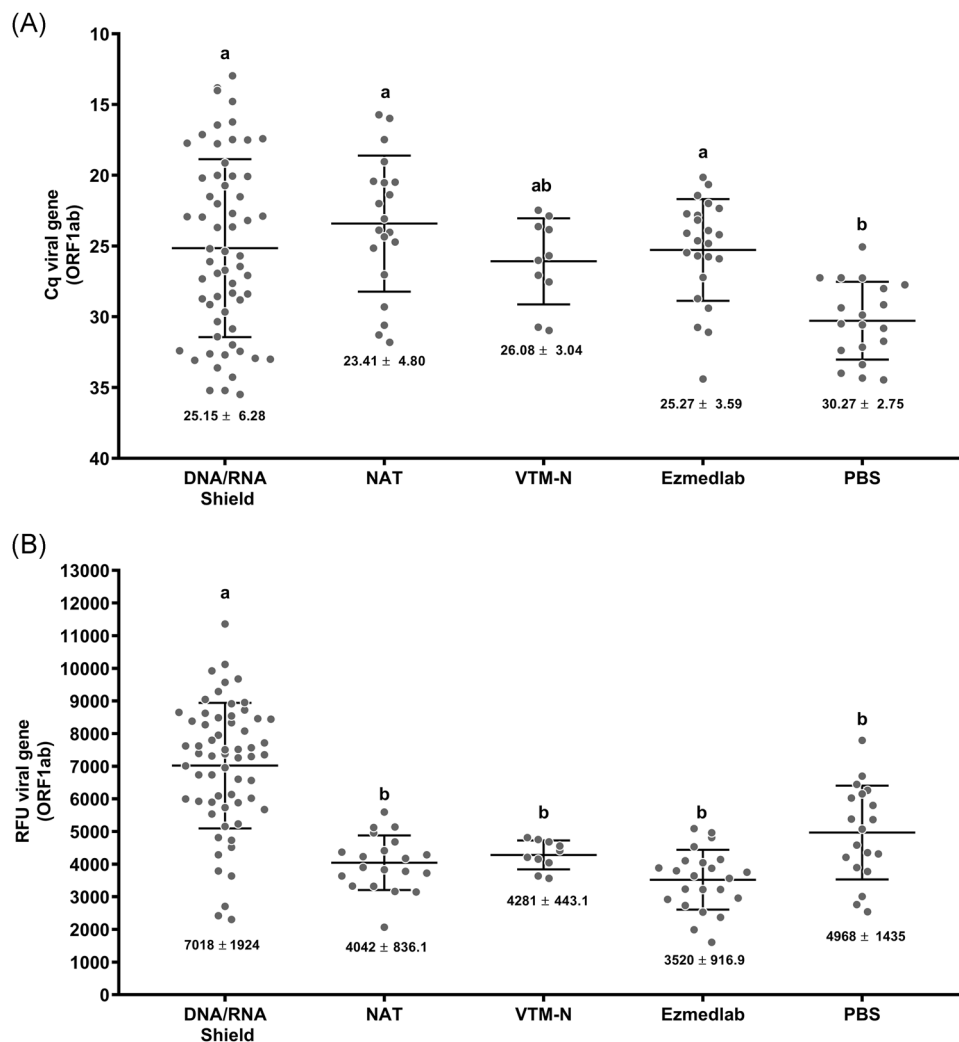 (A)
10
15
20
25
30
35
40
Cq viral gene
(ORF1ab)
a
a
ab
a
b
25.15 ± 6.28
23.41 ± 4.80
26.08 ± 3.04
25.27 ± 3.59
30.27 ± 2.75
DNA/RNA
Shield
NAT
VTM-N
Ezmedlab
PBS
(B)
13000
12000
11000
10000
9000
8000
7000
6000
5000
4000
3000
2000
1000
0
RFU viral gene
(ORF1ab)
a
b
b
b
b
7018 ± 1924
4042 ± 836.1
4281 ± 443.1
3520 ± 916.9
4968 ± 1435
DNA/RNA
Shield
NAT
VTM-N
Ezmedlab
PBS